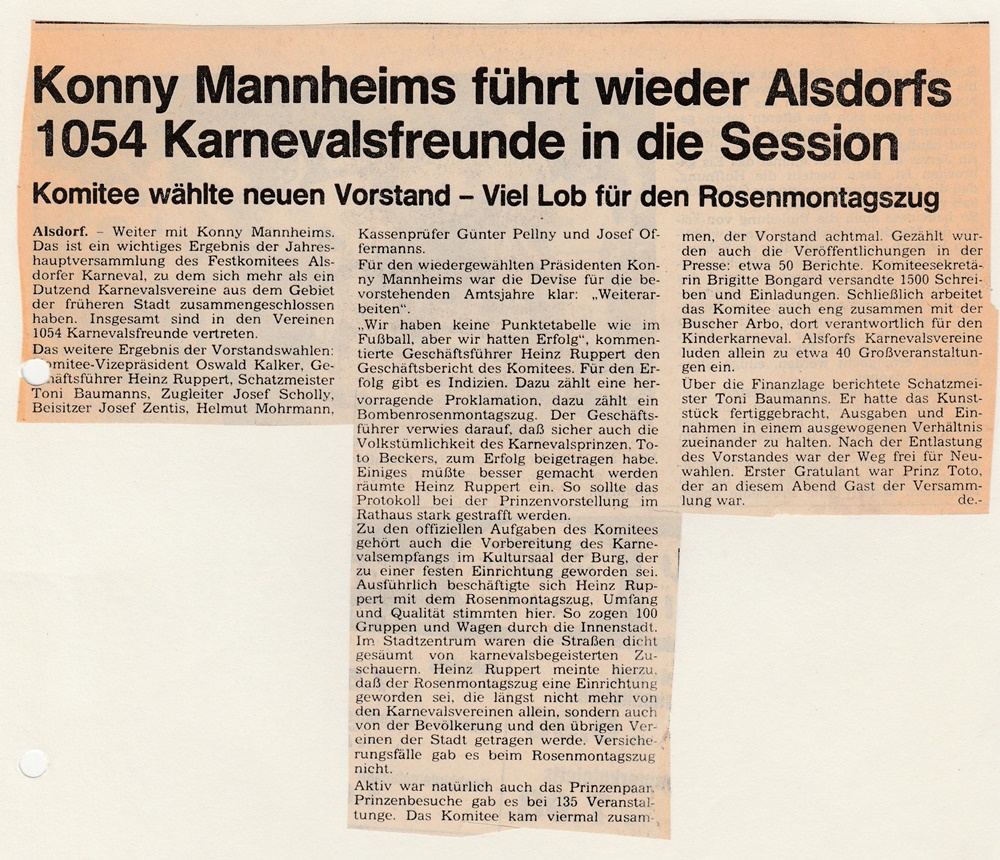 Konny Mannheims führt wieder Alsdorfs
1054 Karnevalsfreunde in die Session
Komitee wählte neuen Vorstand – Viel Lob für den Rosenmontagszug
Alsdorf. – Weiter mit Konny Mannheims.
Das ist ein wichtiges Ergebnis der Jahres-
hauptversammlung des Festkomitees Als-
dorfer Karneval, zu dem sich mehr als ein
Dutzend Karnevalsvereine aus dem Gebiet
der früheren Stadt zusammengeschlossen
haben. Insgesamt sind in den Vereinen
1054 Karnevalsfreunde vertreten.
Das weitere Ergebnis der Vorstandswahlen:
mitee-Vizepräsident Oswald Kalker, Ge-
häftsführer Heinz Ruppert, Schatzmeister
Toni Baumanns, Zugleiter Josef Scholly,
Beisitzer Josef Zentis, Helmut Mohrmann,
Kassenprüfer Günter Pellny und Josef Of-
fermanns.
Für den wiedergewählten Präsidenten Kon-
ny Mannheims war die Devise für die be-
vorstehenden Amtsjahre klar: „Weiterar-
beiten“.
„Wir haben keine Punktetabelle wie im
Fußball, aber wir hatten Erfolg“, kommen-
tierte Geschäftsführer Heinz Ruppert den
Geschäftsbericht des Komitees. Für den Er-
folg gibt es Indizien. Dazu zählt eine her-
vorragende Proklamation, dazu zählt ein
Bombenrosenmontagszug. Der Geschäfts-
führer verwies darauf, daß sicher auch die
Volkstümlichkeit des Karnevalsprinzen, To-
to Beckers, zum Erfolg beigetragen habe.
Einiges müßte besser gemacht werden
räumte Heinz Ruppert ein. So sollte das
Protokoll bei der Prinzenvorstellung im
Rathaus stark gestrafft werden.
Zu den offiziellen Aufgaben des Komitees
gehört auch die Vorbereitung des Karne-
valsempfangs im Kultursaal der Burg, der
zu einer festen Einrichtung geworden sei.
Ausführlich beschäftigte sich Heinz Rup-
pert mit dem Rosenmontagszug, Umfang
und Qualität stimmten hier. So zogen 100
Gruppen und Wagen durch die Innenstadt.
Im Stadtzentrum waren die Straßen dicht
gesäumt von karnevalsbegeisterten Zu-
schauern. Heinz Ruppert meinte hierzu,
daß der Rosenmontagszug eine Einrichtung
geworden sei, die längst nicht mehr von
den Karnevalsvereinen allein, sondern auch
von der Bevölkerung und den übrigen Ver-
einen der Stadt getragen werde. Versiche-
rungsfälle gab es beim Rosenmontagszug
nicht.
Aktiv war natürlich auch das Prinzenpaar.
Prinzenbesuche gab es bei 135 Veranstal-
tunge. Das Komitee kam viermal zusam-
men, der Vorstand achtmal. Gezählt wur-
den auch die Veröffentlichungen in der
Presse: etwa 50 Berichte. Komiteesekretä-
rin Brigitte Bongard versandte 1500 Schrei-
ben und Einladungen. Schließlich arbeitet
das Komitee auch eng zusammen mit der
Buscher Arbo, dort verantwortlich für den
Kinderkarneval. Alsforfs Karnevalsvereine
luden allein zu etwa 40 Großveranstaltun-
gen ein.
Über die Finanzlage berichtete Schatzmei-
ster Toni Baumanns. Er hatte das Kunst-
stück fertiggebracht, Ausgaben und Ein-
nahmen in einem ausgewogenen Verhältnis
zueinander zu halten. Nach der Entlastung
des Vorstandes war der Weg frei für Neu-
wahlen. Erster Gratulant war Prinz Toto,
der an diesem Abend Gast der Versamm-
lung war. de.-